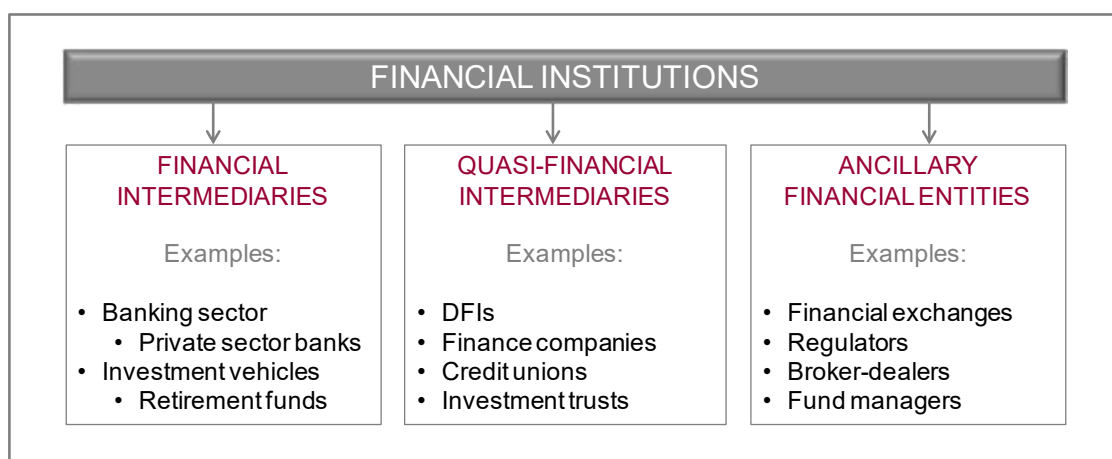 FINANCIAL INSTITUTIONS
FINANCIAL
INTERMEDIARIES
Examples:
• Banking sector
• Private sector banks
• Investment vehicles
• Retirement funds
QUASI-FINANCIAL
INTERMEDIARIES
Examples:
• DFIs
• Finance companies
• Credit unions
• Investment trusts
ANCILLARY
FINANCIAL ENTITIES
Examples:
• Financial exchanges
• Regulators
• Broker-dealers
• Fund managers